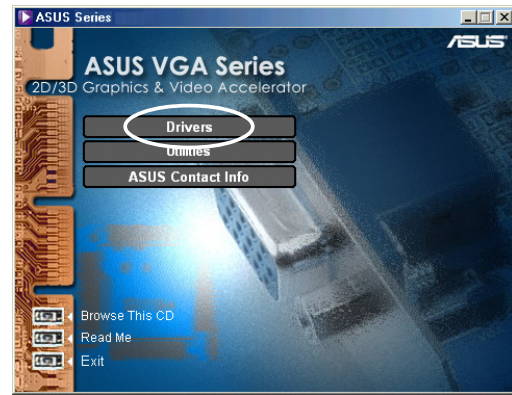 ASUS Series
ASUS
ASUS VGA Series
2D/3D Graphics & Video Accelerator
Drivers
Utilities
ASUS Contact Info
Browse This CD
Read Me
Exit